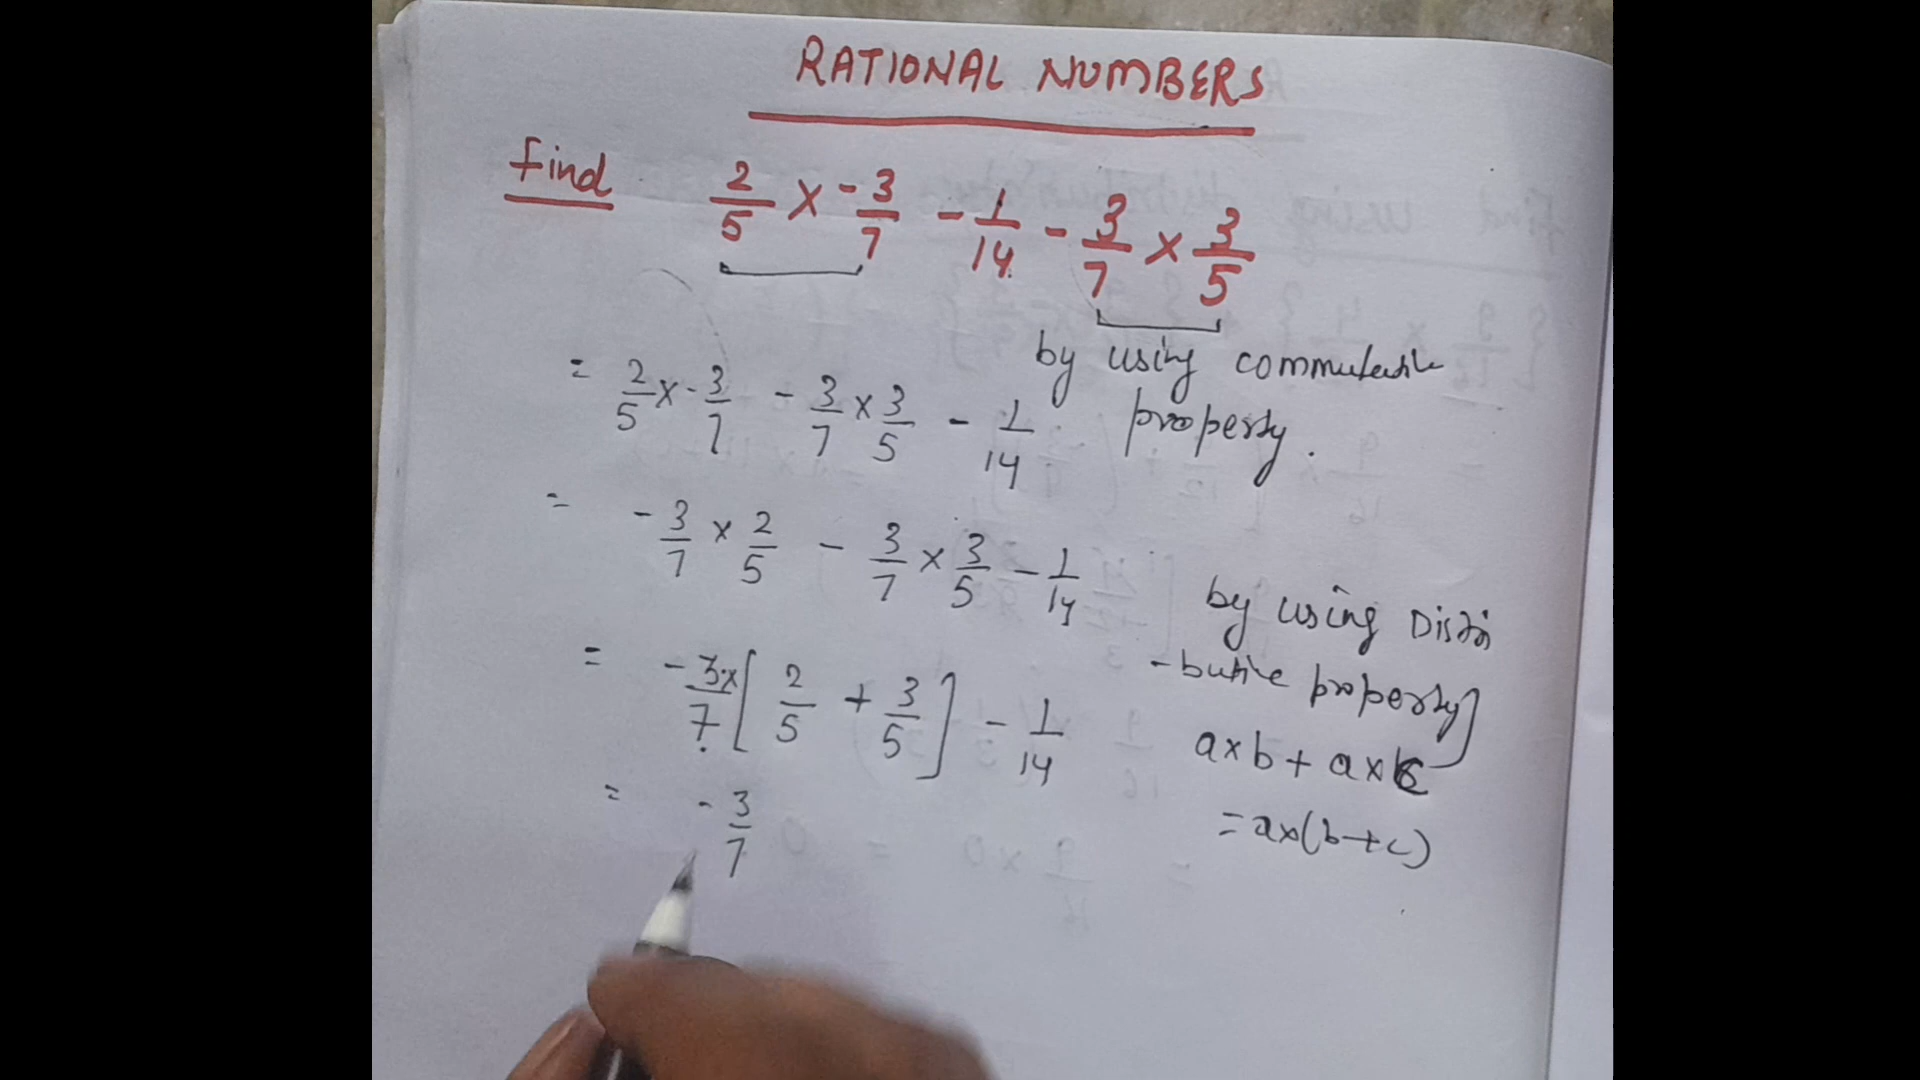 RATIONAL NUMBERS
Find 2/5 × -3/7 - 1/14 - 3/7 × 3/5
by using commutative
= 2/5 × -3/7 - 3/7 × 3/5 - 1/14 property.
= -3/7 × 2/5 - 3/7 × 3/5 - 1/14 by using Distri
= -3/7 × [2/5 + 3/5] - 1/14 -butive property
a×b + a×c
= -3/7 = a×(b+c)